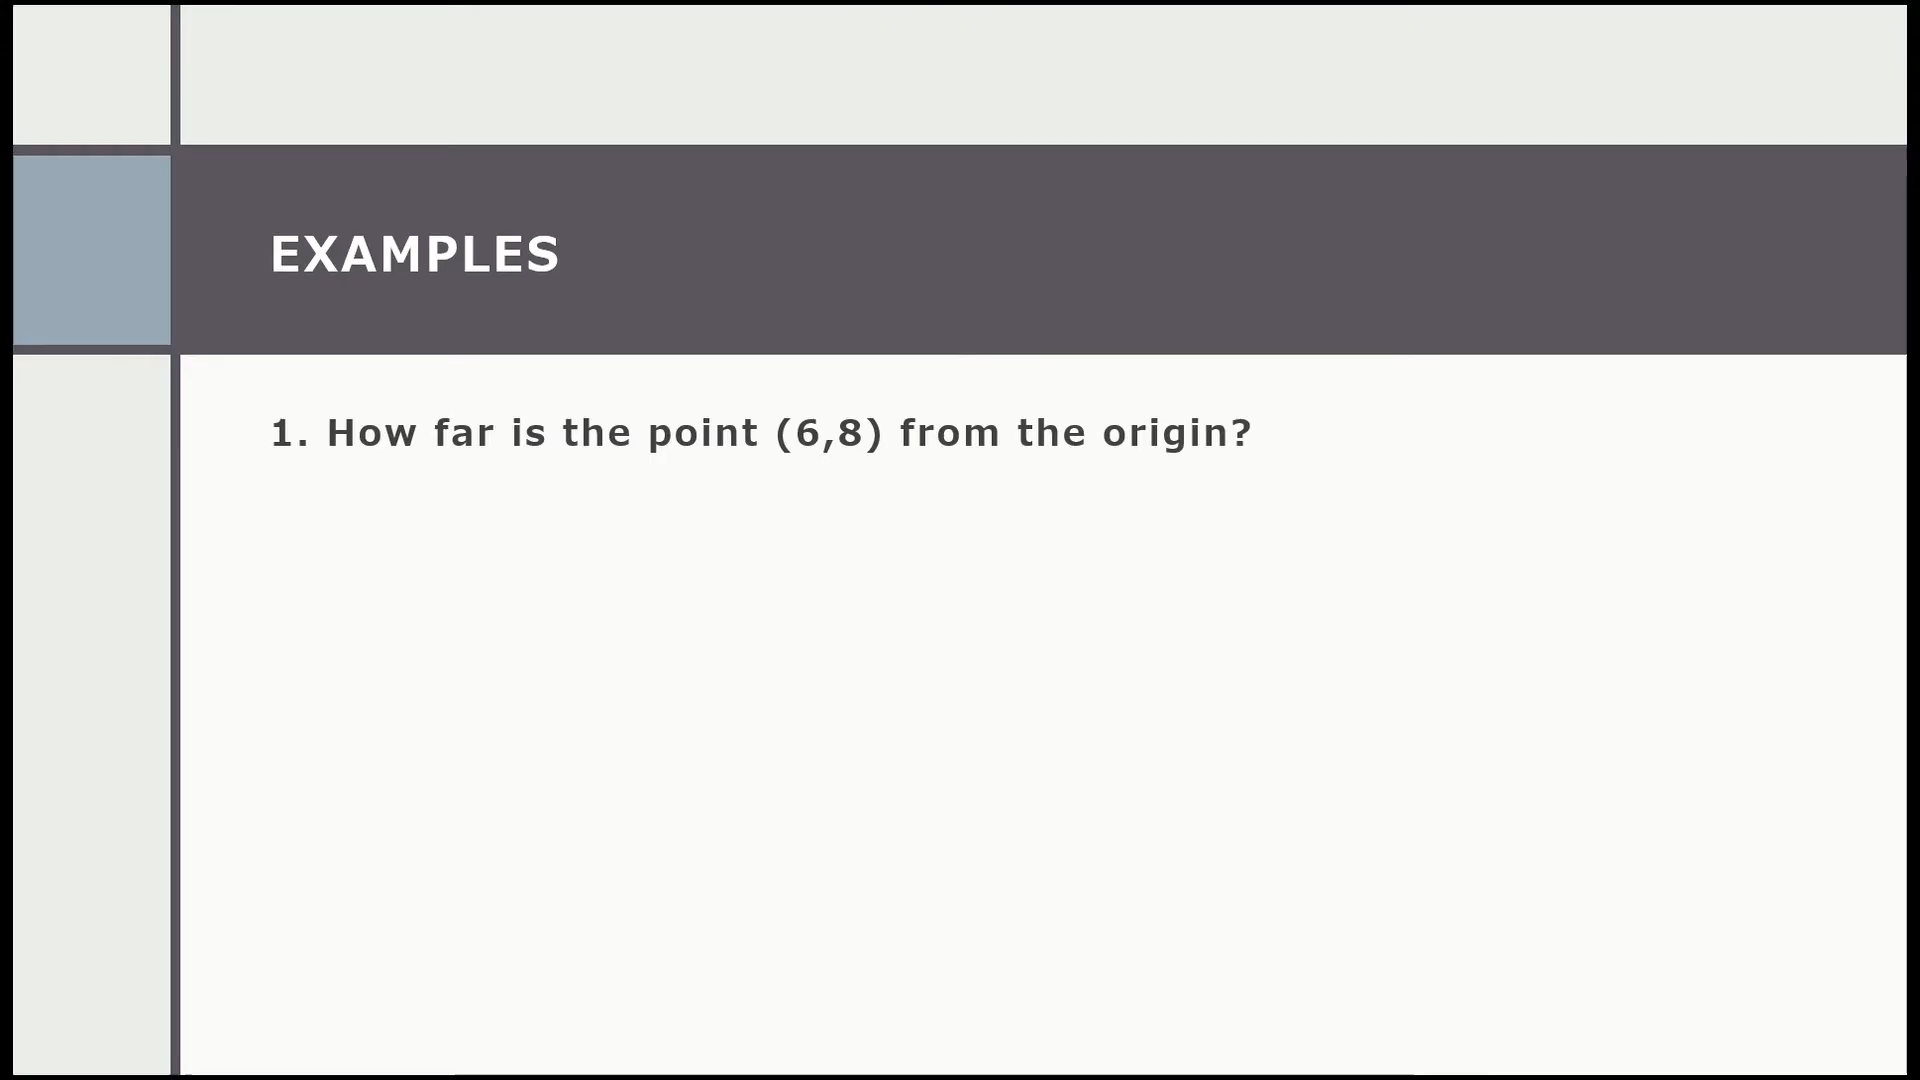 EXAMPLES
1. How far is the point (6,8) from the origin?